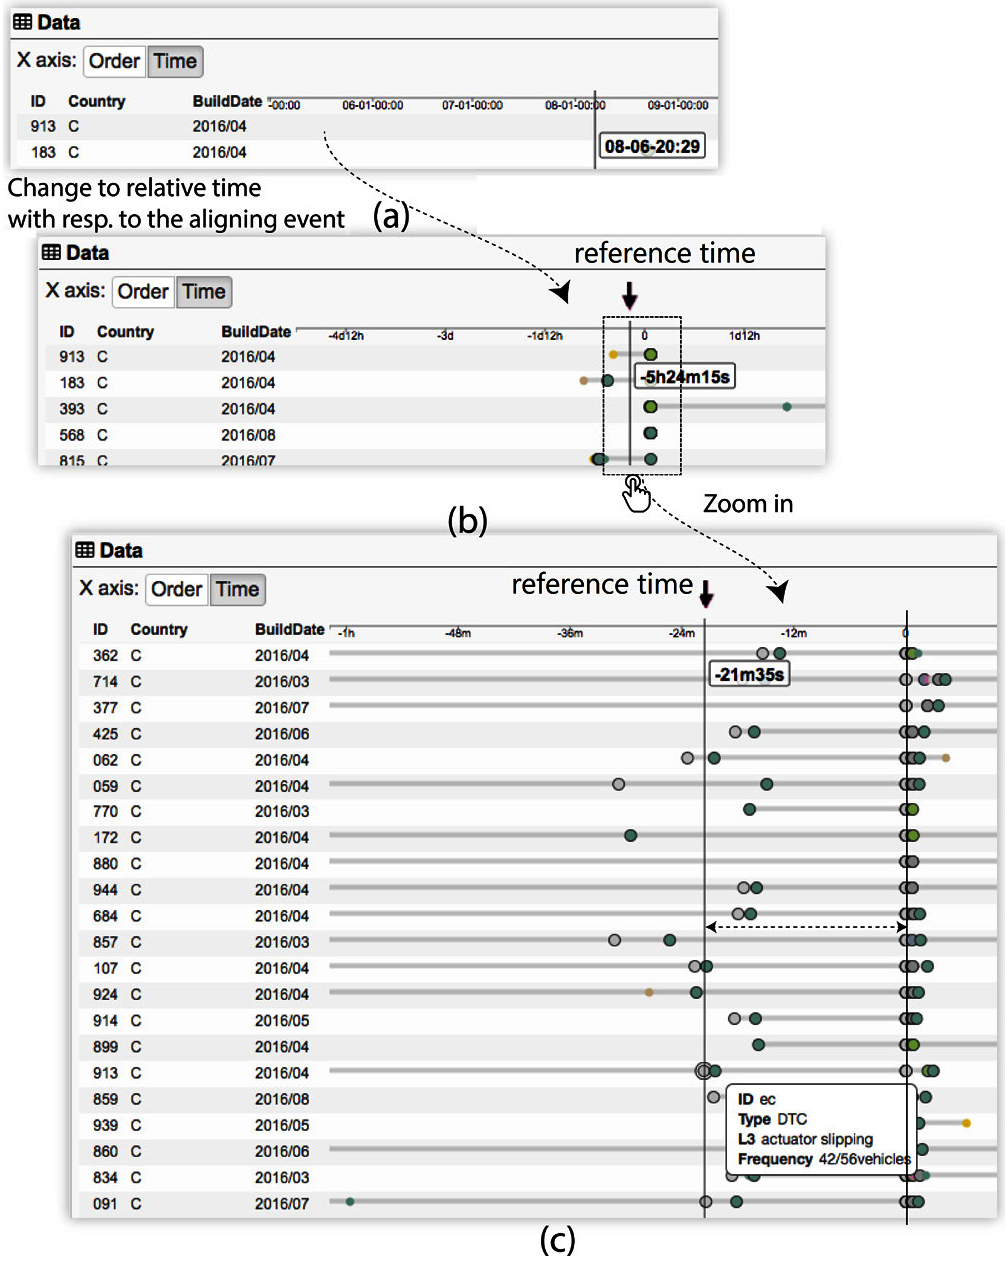 Data
X axis: Order Time
ID Country BuildDate -00:00 06-01-00:00 07-01-00:00 08-01-00:00 09-01-00:00
913 C 2016/04
183 C 2016/04 08-06-20:29
Change to relative time
with resp. to the aligning event (a)
Data reference time
X axis: Order Time
ID Country BuildDate -4d12h -3d -1d12h 0 1d12h
913 C 2016/04
183 C 2016/04 -5h24m15s
393 C 2016/04
568 C 2016/08
815 C 2016/07
(b) Zoom in
Data
X axis: Order Time reference time
ID Country BuildDate -1h -48m -36m -24m -12m 0
362 C 2016/04
-21m35s
714 C 2016/03
377 C 2016/07
425 C 2016/06
062 C 2016/04
059 C 2016/04
770 C 2016/03
172 C 2016/04
880 C 2016/04
944 C 2016/04
684 C 2016/04
857 C 2016/03
107 C 2016/04
924 C 2016/04
914 C 2016/05
899 C 2016/04
913 C 2016/04
859 C 2016/08 ID ec
939 C 2016/05 Type DTC
860 C 2016/06 L3 actuator slipping
Frequency 42/56vehicles
834 C 2016/03
091 C 2016/07
(c)